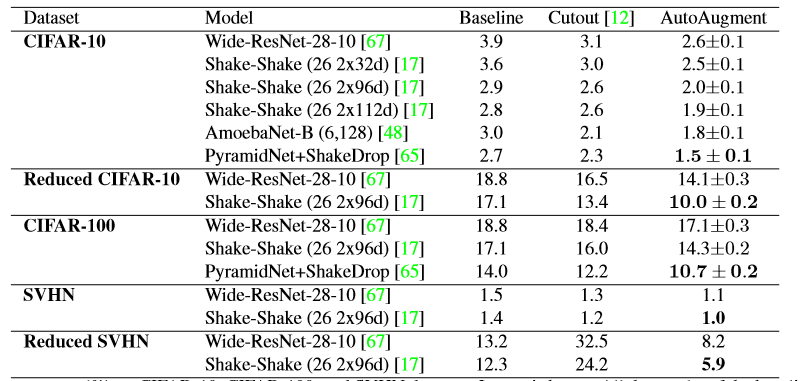 Dataset Model Baseline Cutout [12] AutoAugment
CIFAR-10 Wide-ResNet-28-10 [67] 3.9 3.1 2.6±0.1
Shake-Shake (26 2x32d) [17] 3.6 3.0 2.5±0.1
Shake-Shake (26 2x96d) [17] 2.9 2.6 2.0±0.1
Shake-Shake (26 2x112d) [17] 2.8 2.6 1.9±0.1
AmoebaNet-B (6,128) [48] 3.0 2.1 1.8±0.1
PyramidNet+ShakeDrop [65] 2.7 2.3 1.5 ± 0.1
Reduced CIFAR-10 Wide-ResNet-28-10 [67] 18.8 16.5 14.1±0.3
Shake-Shake (26 2x96d) [17] 17.1 13.4 10.0 ± 0.2
CIFAR-100 Wide-ResNet-28-10 [67] 18.8 18.4 17.1±0.3
Shake-Shake (26 2x96d) [17] 17.1 16.0 14.3±0.2
PyramidNet+ShakeDrop [65] 14.0 12.2 10.7 ± 0.2
SVHN Wide-ResNet-28-10 [67] 1.5 1.3 1.1
Shake-Shake (26 2x96d) [17] 1.4 1.2 1.0
Reduced SVHN Wide-ResNet-28-10 [67] 13.2 32.5 8.2
Shake-Shake (26 2x96d) [17] 12.3 24.2 5.9